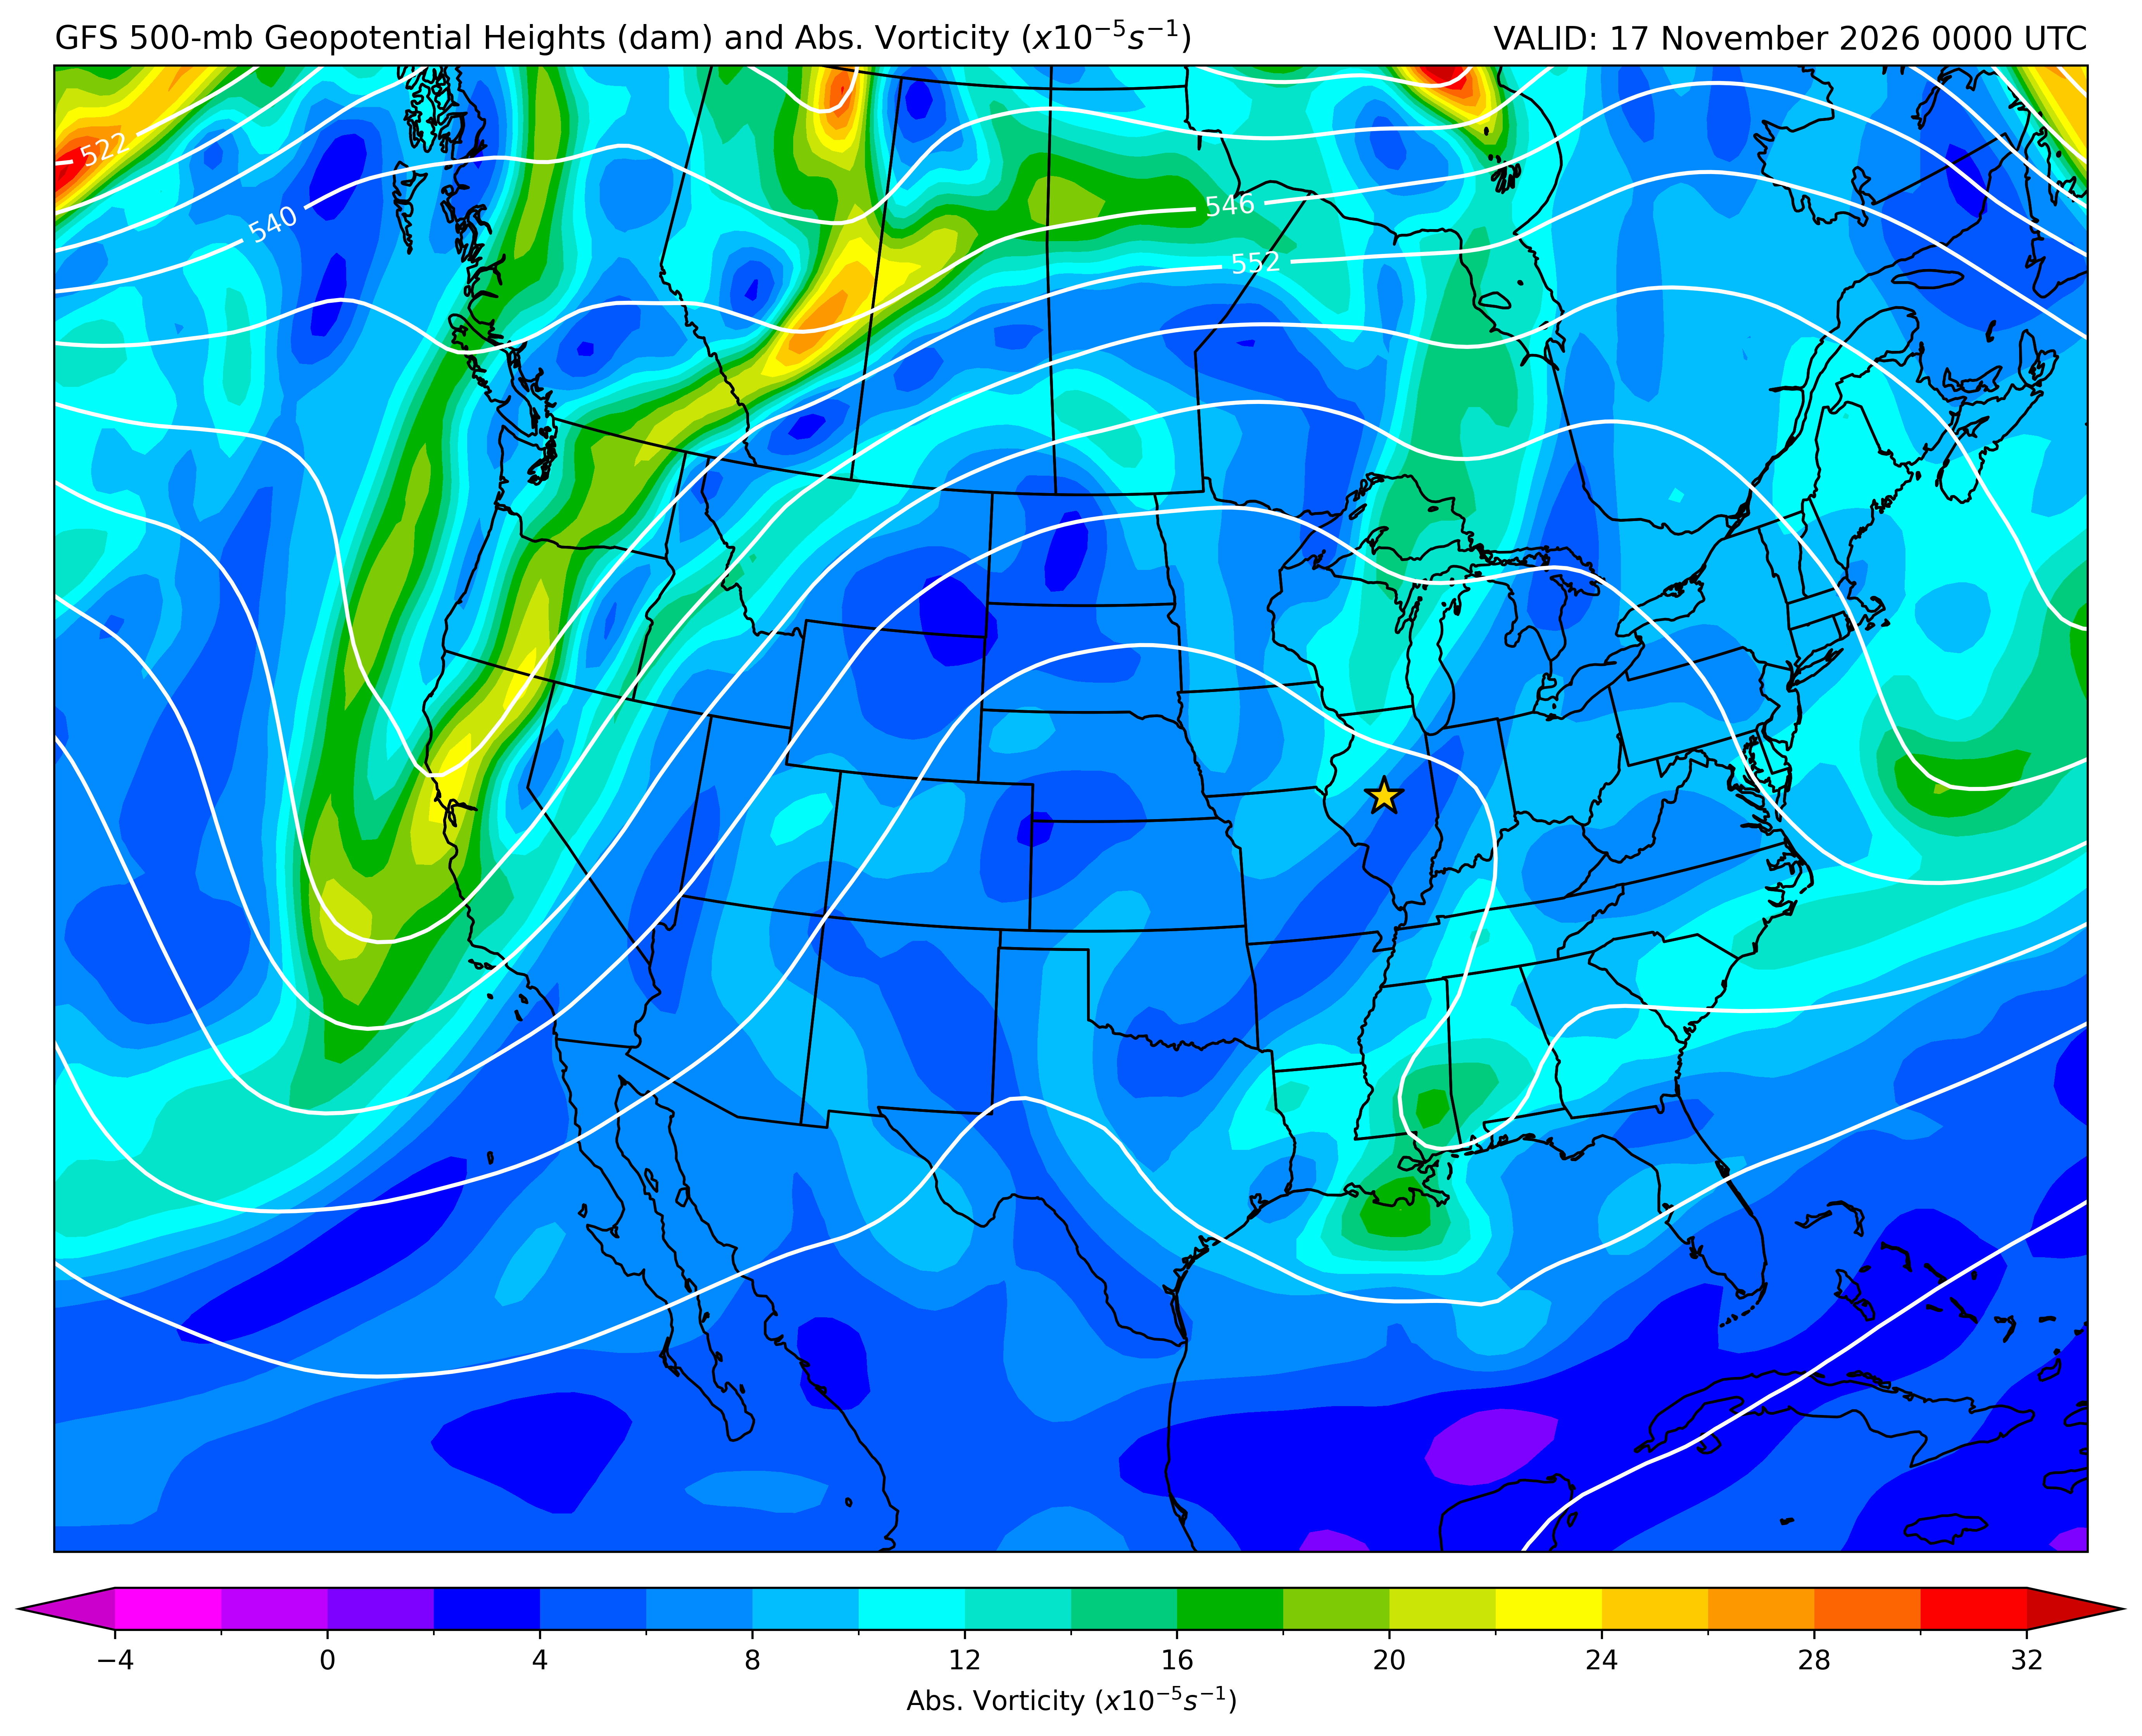 GFS 500-mb Geopotential Heights (dam) and Abs. Vorticity (x10⁻⁵s⁻¹)
VALID: 17 November 2026 0000 UTC
522
540
546
552
−4 0 4 8 12 16 20 24 28 32
Abs. Vorticity (x10⁻⁵s⁻¹)